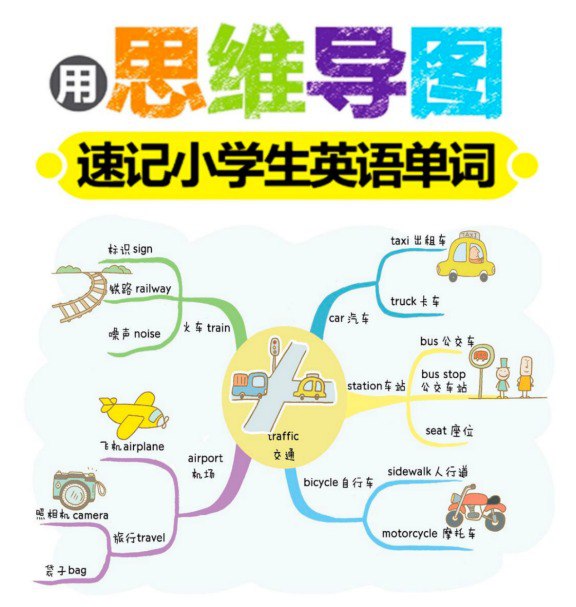 用思维导图
速记小学生英语单词
标识 sign
铁路 railway
噪声 noise
火车 train
taxi 出租车
TAXI
truck 卡车
car 汽车
bus 公交车
bus stop
公交车站
station 车站
seat 座位
traffic
交通
飞机 airplane
airport
机场
照相机 camera
旅行 travel
袋子 bag
bicycle 自行车
sidewalk 人行道
motorcycle 摩托车